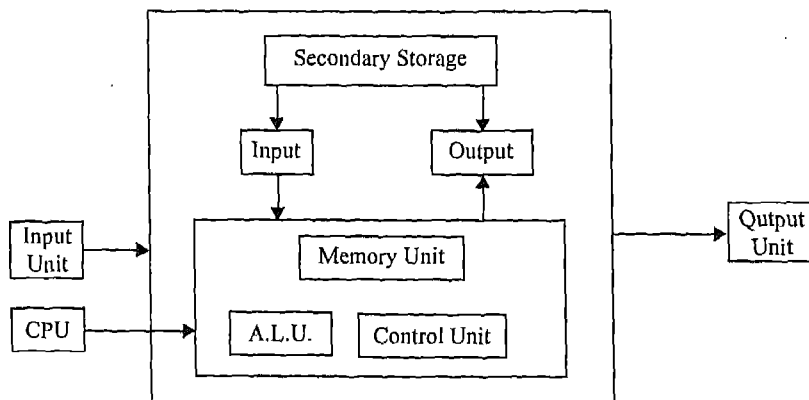 Secondary Storage
Input
Output
Input
Unit
Memory Unit
Qutput
Unit
CPU
A.L.U.
Control Unit